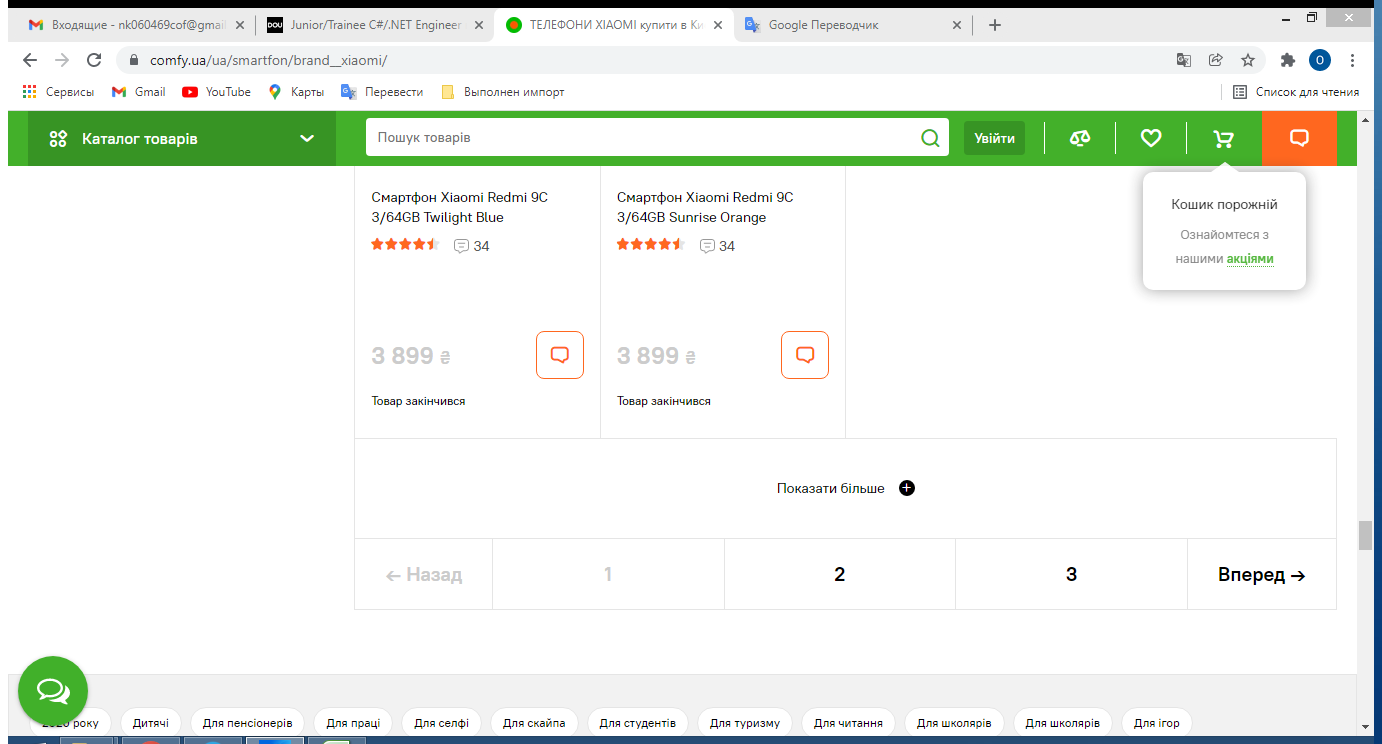 Входящие - nk060469cof@gmai
DOU Junior/Trainee C#/.NET Engineer
ТЕЛЕФОНИ XIAOMI купити в Ки
Google Переводчик
comfy.ua/ua/smartfon/brand__xiaomi/
О
Сервисы
Gmail
YouTube
Карты
Перевести
Выполнен импорт
Список для чтения
Каталог товарів
Пошук товарів
Увійти
Кошик порожній
Ознайомтеся з
нашими акціями
Смартфон Xiaomi Redmi 9C
3/64GB Twilight Blue
34
3 899 ₴
Товар закінчився
Смартфон Xiaomi Redmi 9C
3/64GB Sunrise Orange
34
3 899 ₴
Товар закінчився
Показати більше
← Назад
1
2
3
Вперед →
року
Дитячі
Для пенсіонерів
Для праці
Для селфі
Для скайпа
Для студентів
Для туризму
Для читання
Для школярів
Для школярів
Для ігор